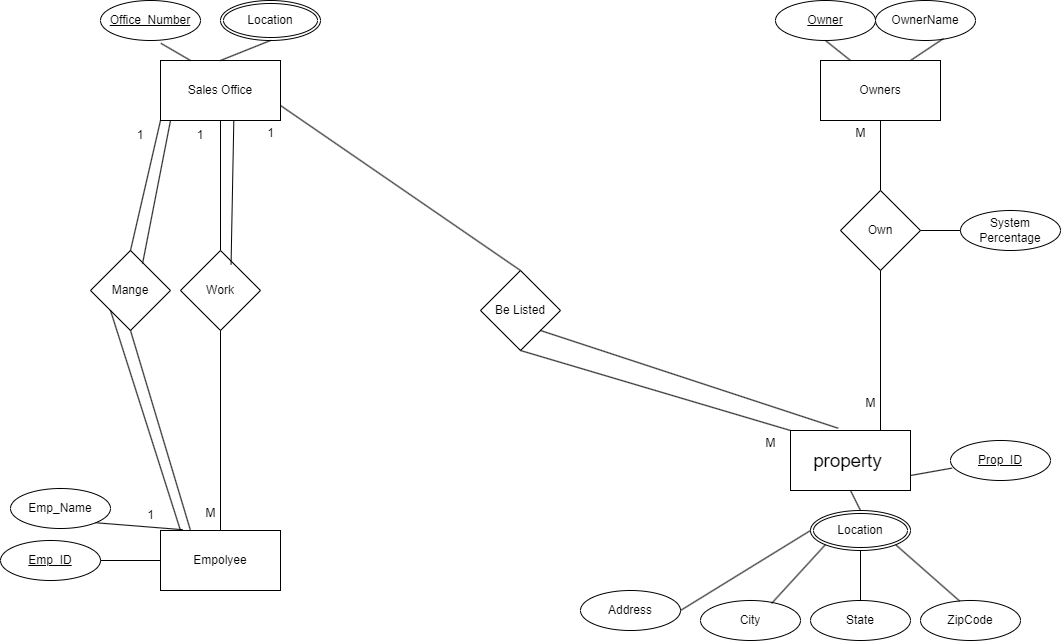 Office_Number
Location
Owner
OwnerName
Sales Office
Owners
1
1
1
M
Own
System
Percentage
Mange
Work
Be Listed
M
M
property
Prop_ID
Emp_Name
1
M
Location
Emp_ID
Empolyee
Address
City
State
ZipCode